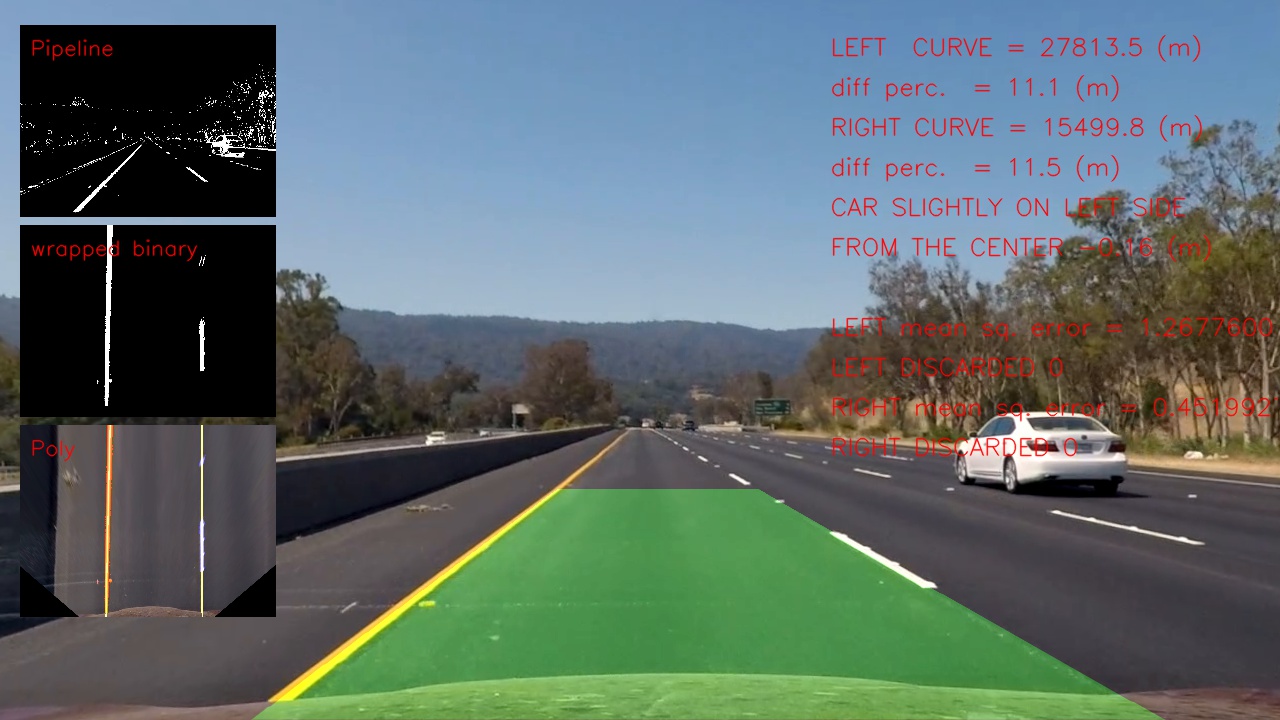 Pipeline
wrapped binary
Poly
LEFT  CURVE = 27813.5 (m)
diff perc.  = 11.1 (m)
RIGHT CURVE = 15499.8 (m)
diff perc.  = 11.5 (m)
CAR SLIGHTLY ON LEFT SIDE
FROM THE CENTER -0.16 (m)
LEFT mean sq. error = 1.2677600
LEFT DISCARDED 0
RIGHT mean sq. error = 0.451992
RIGHT DISCARDED 0